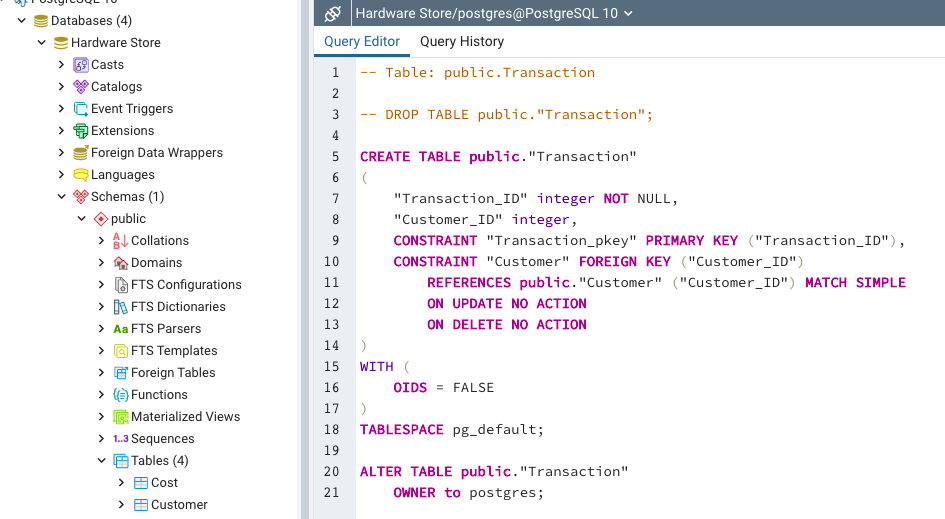 PostgreSQL 10
Databases (4)
Hardware Store
Casts
Catalogs
Event Triggers
Extensions
Foreign Data Wrappers
Languages
Schemas (1)
public
Collations
Domains
FTS Configurations
FTS Dictionaries
Aa FTS Parsers
FTS Templates
Foreign Tables
Functions
Materialized Views
1..3 Sequences
Tables (4)
Cost
Customer
Hardware Store/postgres@PostgreSQL 10
Query Editor Query History
1 -- Table: public.Transaction
2
3 -- DROP TABLE public."Transaction";
4
5 CREATE TABLE public."Transaction"
6 (
7     "Transaction_ID" integer NOT NULL,
8     "Customer_ID" integer,
9     CONSTRAINT "Transaction_pkey" PRIMARY KEY ("Transaction_ID"),
10     CONSTRAINT "Customer" FOREIGN KEY ("Customer_ID")
11         REFERENCES public."Customer" ("Customer_ID") MATCH SIMPLE
12         ON UPDATE NO ACTION
13         ON DELETE NO ACTION
14 )
15 WITH (
16     OIDS = FALSE
17 )
18 TABLESPACE pg_default;
19
20 ALTER TABLE public."Transaction"
21     OWNER to postgres;